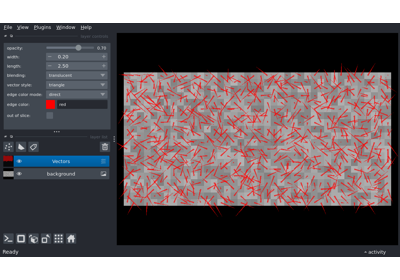 File View Plugins Window Help
opacity: 0.70
width: 0.20
length: 2.50
blending: translucent
vector style: triangle
edge color mode: direct
edge color: red
out of slice:
Vectors
background
Ready
activity